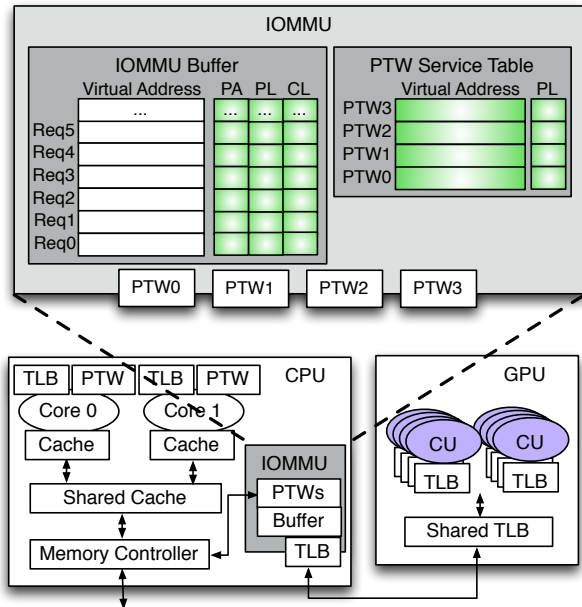 IOMMU
IOMMU Buffer
Virtual Address PA PL CL
... ... ... ...
Req5
Req4
Req3
Req2
Req1
Req0
PTW Service Table
Virtual Address PL
PTW3
PTW2
PTW1
PTW0
PTW0 PTW1 PTW2 PTW3
CPU
TLB PTW TLB PTW
Core 0 Core 1
Cache Cache
Shared Cache
Memory Controller
IOMMU
PTWs
Buffer
TLB
GPU
CU CU
TLB TLB
Shared TLB